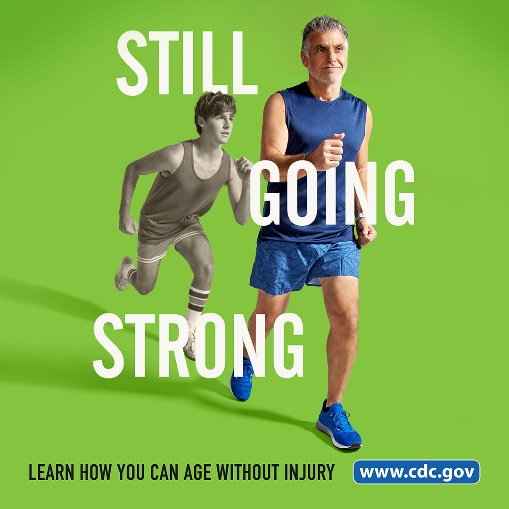 STILL
GOING
STRONG
LEARN HOW YOU CAN AGE WITHOUT INJURY www.cdc.gov